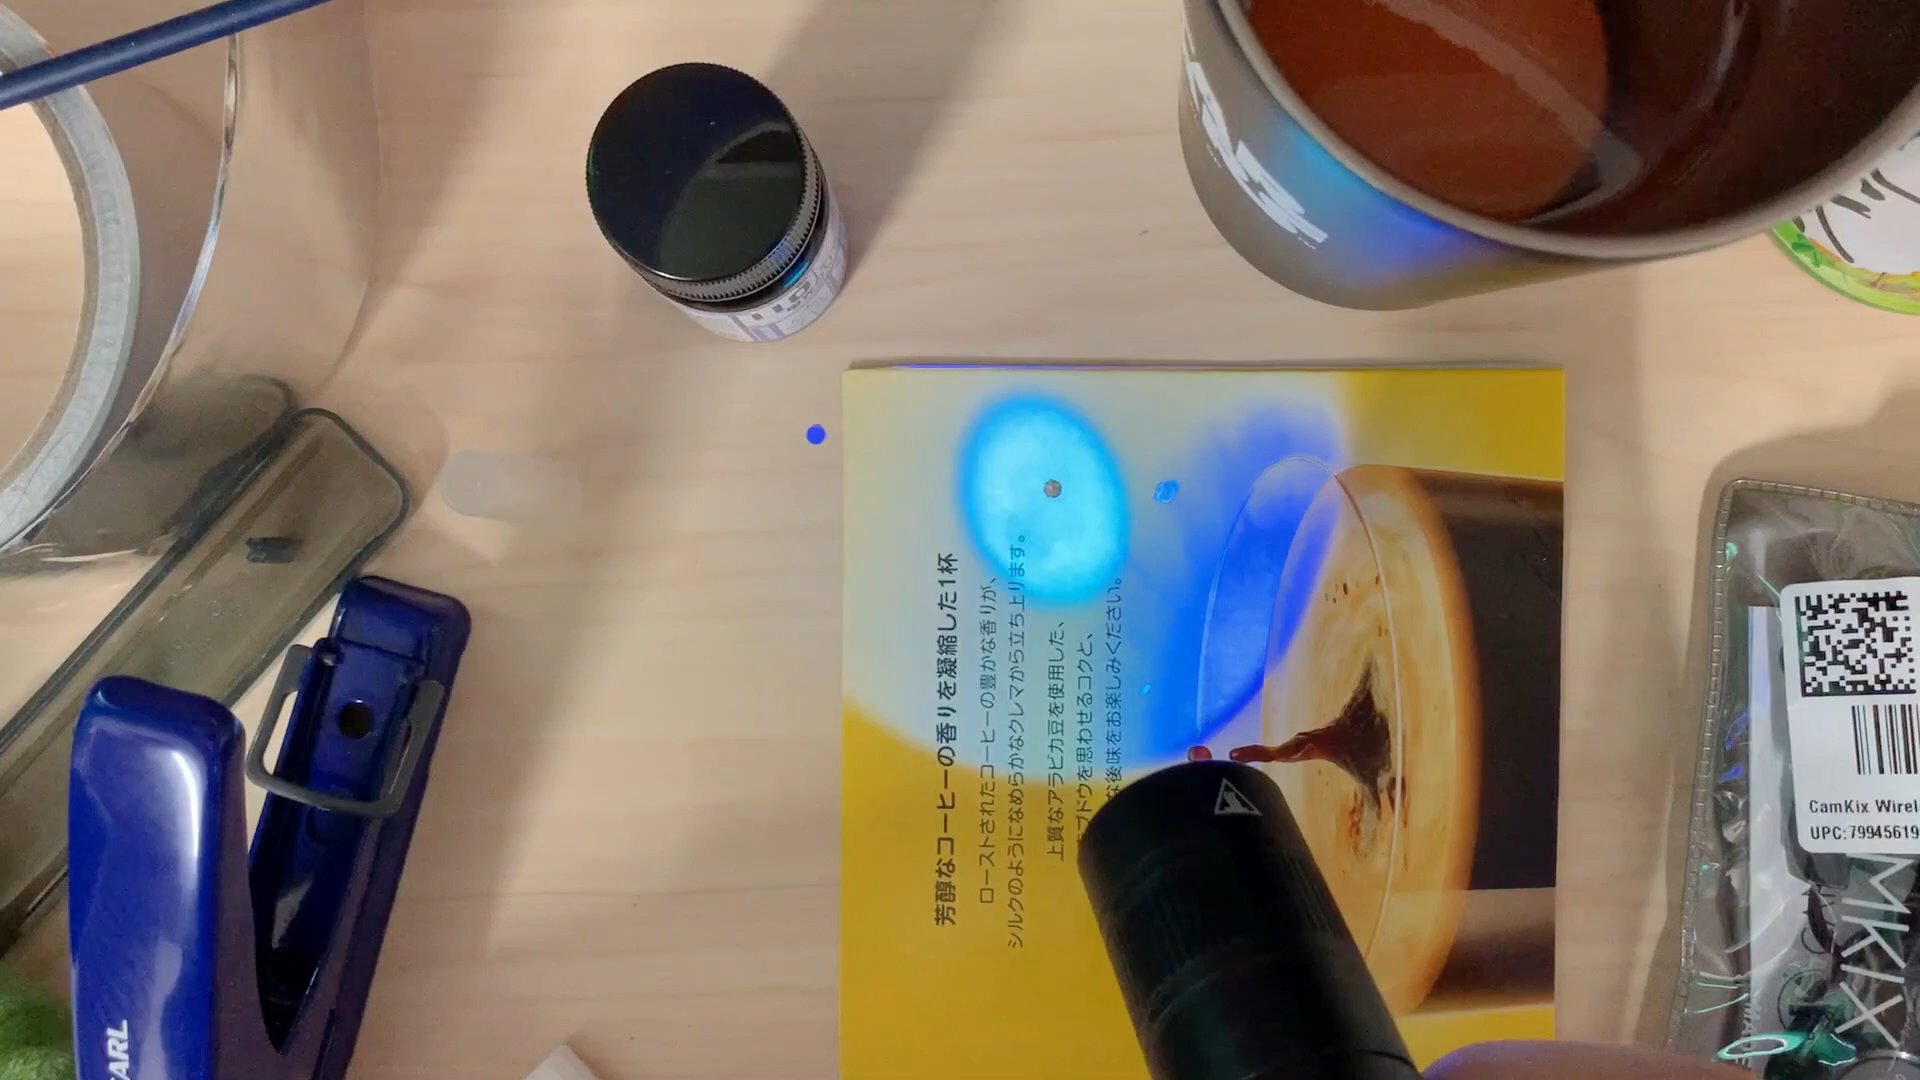 芳醇なコーヒーの香りを凝縮した1杯
ローストされたコーヒーの豊かな香りが、
シルクのようになめらかなクレマから立ち上ります。
上質なアラビカ豆を使用した、
ブドウを思わせるコクと、
な後味をお楽しみください。
CamKix Wirel
UPC:79945619
MKIX
ARL